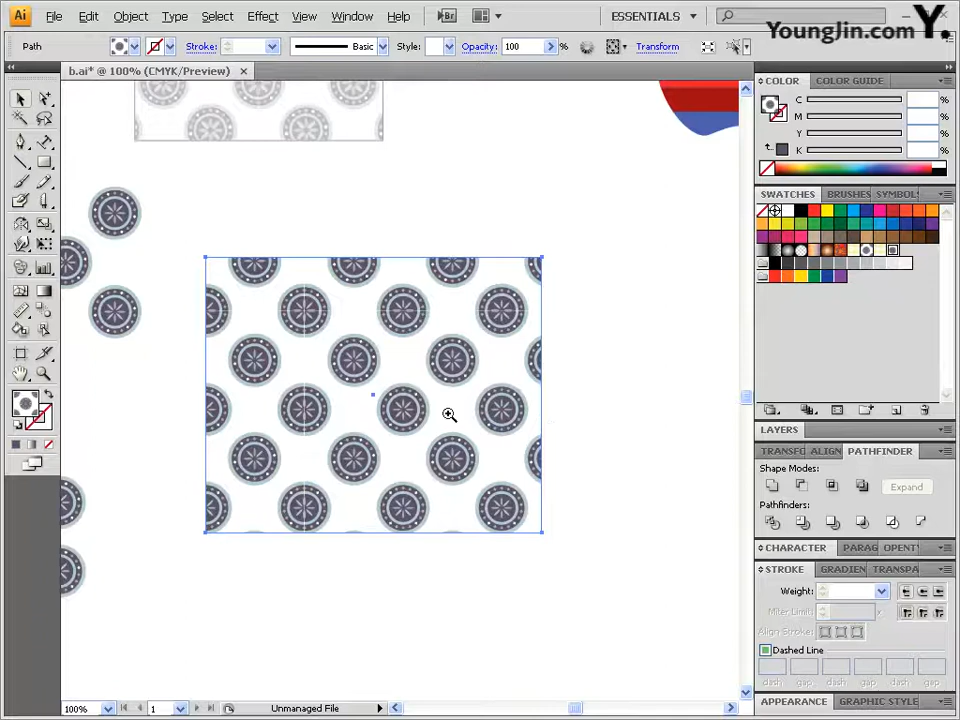 Ai File Edit Object Type Select Effect View Window Help Br ESSENTIALS
YoungJin.com Y.
Path Stroke: Basic Style: Opacity: 100 % Transform
b.ai* @ 100% (CMYK/Preview)
COLOR COLOR GUIDE
C %
M %
Y %
K %
SWATCHES BRUSHES SYMBOL
LAYERS
TRANSFO ALIGN PATHFINDER
Shape Modes:
Expand
Pathfinders:
CHARACTER PARAG OPENT
STROKE GRADIEN TRANSPA
Weight:
Miter Limit: x
Align Stroke:
Dashed Line
dash gap dash gap dash gap
APPEARANCE GRAPHIC STYLE
100% 1 Unmanaged File